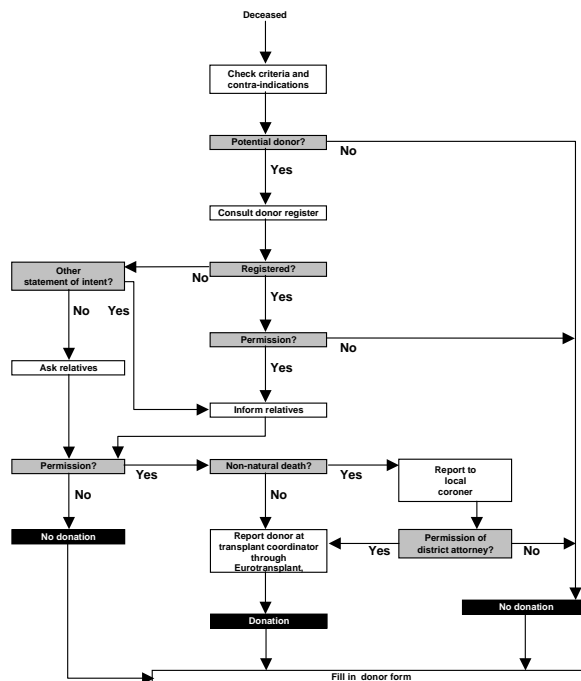 Deceased
Check criteria and
contra-indications
Potential donor?
No
Yes
Consult donor register
Other
statement of intent?
Registered?
No
Yes
No
Yes
Permission?
No
Yes
Ask relatives
Inform relatives
Permission?
Yes
Non-natural death?
Yes
Report to
local
coroner
No
No
No donation
Report donor at
transplant coordinator
through
Eurotransplant,
Yes
Permission of
district attorney?
No
No donation
Donation
Fill in donor form